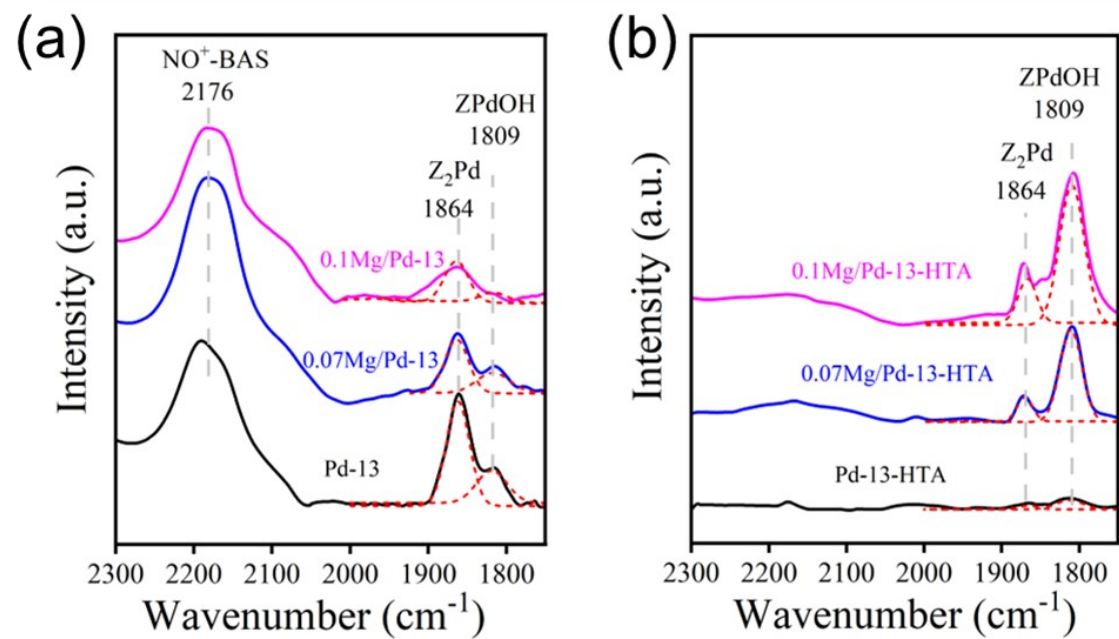 (a)
NO⁺-BAS
2176
ZPdOH
1809
Z₂Pd
1864
0.1Mg/Pd-13
0.07Mg/Pd-13
Pd-13
Intensity (a.u.)
2300 2200 2100 2000 1900 1800
Wavenumber (cm⁻¹)
(b)
ZPdOH
1809
Z₂Pd
1864
0.1Mg/Pd-13-HTA
0.07Mg/Pd-13-HTA
Pd-13-HTA
Intensity (a.u.)
2300 2200 2100 2000 1900 1800
Wavenumber (cm⁻¹)